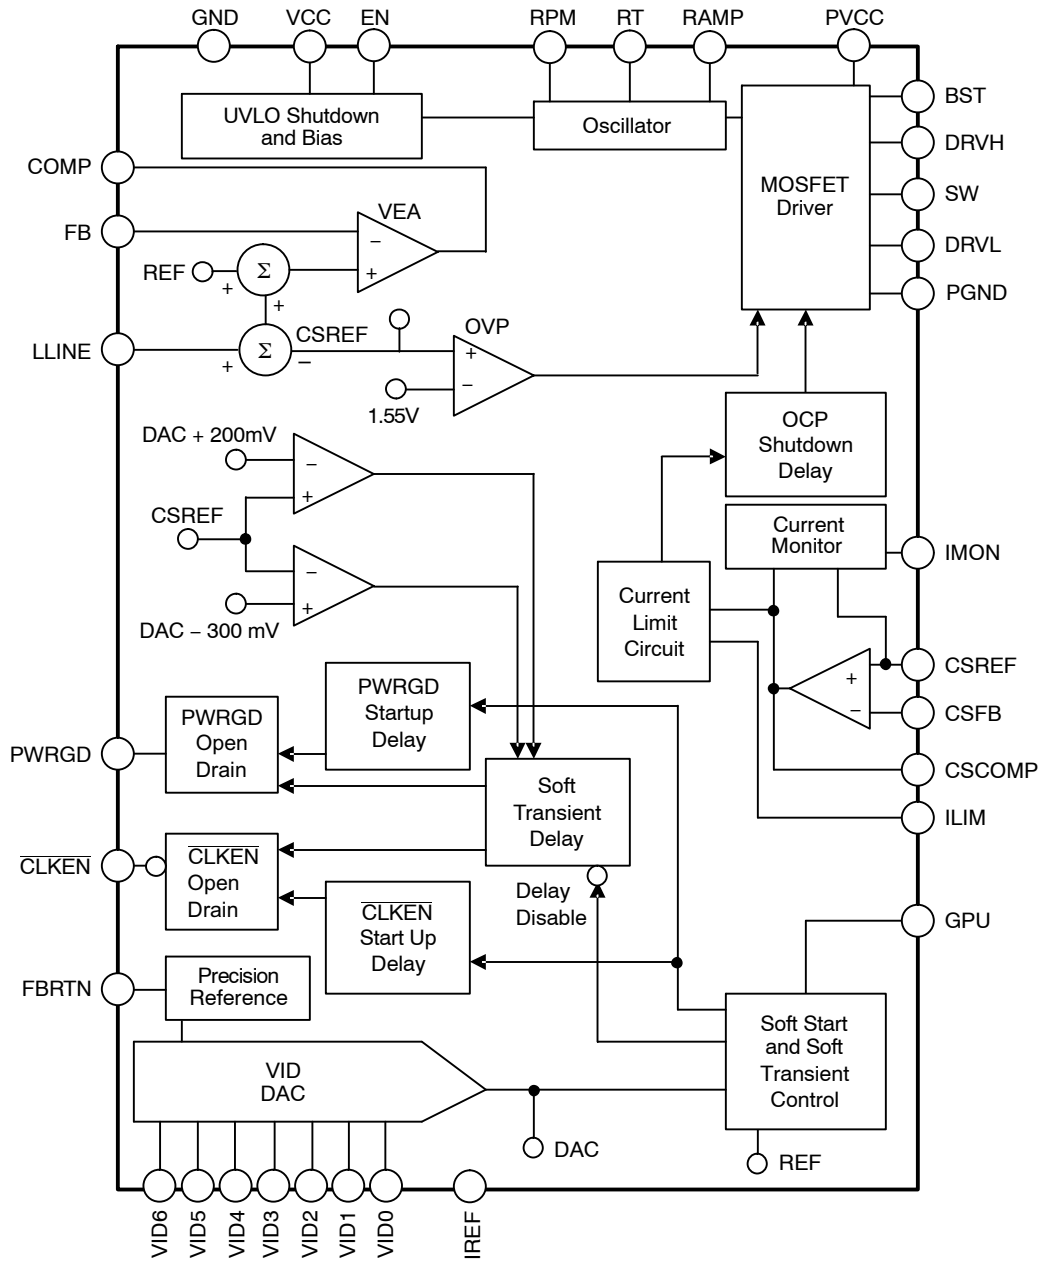 GND
VCC
EN
RPM
RT
RAMP
PVCC
UVLO Shutdown
and Bias
Oscillator
MOSFET
Driver
BST
DRVH
SW
DRVL
PGND
COMP
FB
VEA
−
+
REF
Σ
+
+
LLINE
Σ
+
−
CSREF
OVP
+
−
1.55V
DAC + 200mV
−
+
CSREF
−
+
DAC − 300 mV
OCP
Shutdown
Delay
Current
Monitor
IMON
Current
Limit
Circuit
+
−
CSREF
CSFB
CSCOMP
ILIM
PWRGD
Startup
Delay
PWRGD
Open
Drain
PWRGD
Soft
Transient
Delay
CLKEN
CLKEN
Open
Drain
Delay
Disable
CLKEN
Start Up
Delay
GPU
FBRTN
Precision
Reference
Soft Start
and Soft
Transient
Control
VID
DAC
DAC
REF
VID6
VID5
VID4
VID3
VID2
VID1
VID0
IREF